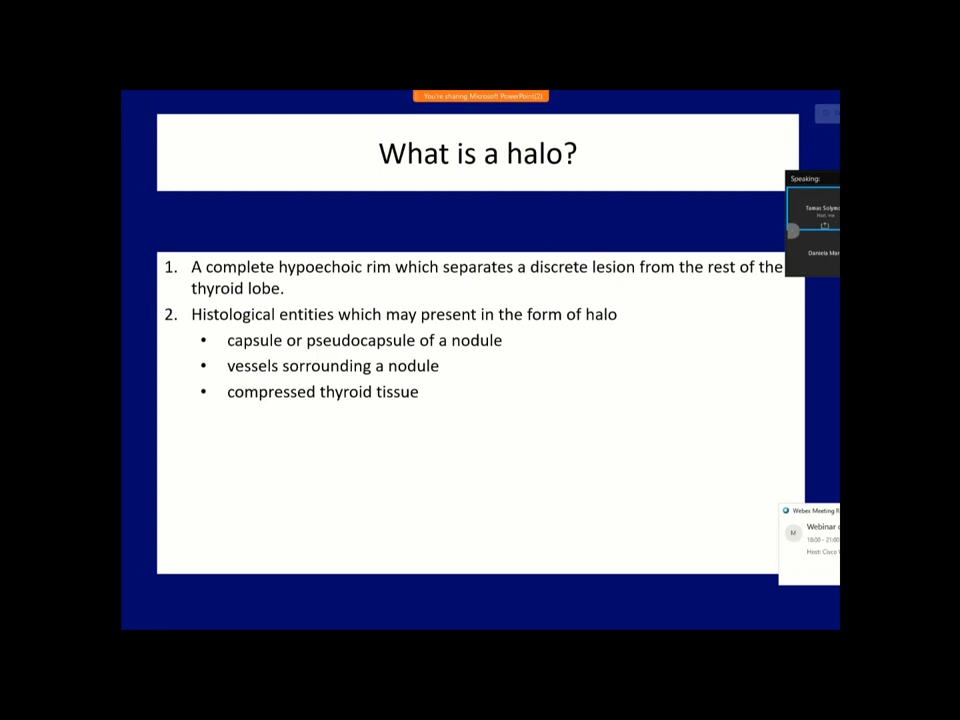 You're sharing Microsoft PowerPoint(2)
What is a halo?
Speaking:
Host, me
Daniela Mar
1. A complete hypoechoic rim which separates a discrete lesion from the rest of the
thyroid lobe.
2. Histological entities which may present in the form of halo
• capsule or pseudocapsule of a nodule
• vessels sorrounding a nodule
• compressed thyroid tissue
Webex Meeting R
M
Webinar
18:00 - 21:00
Host: Cisco